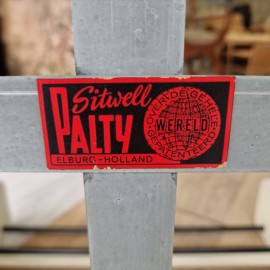 Sitwell
PALTY
ELBURG-HOLLAND
OVER DE GEHELE
WERELD
GEPATENTEERD